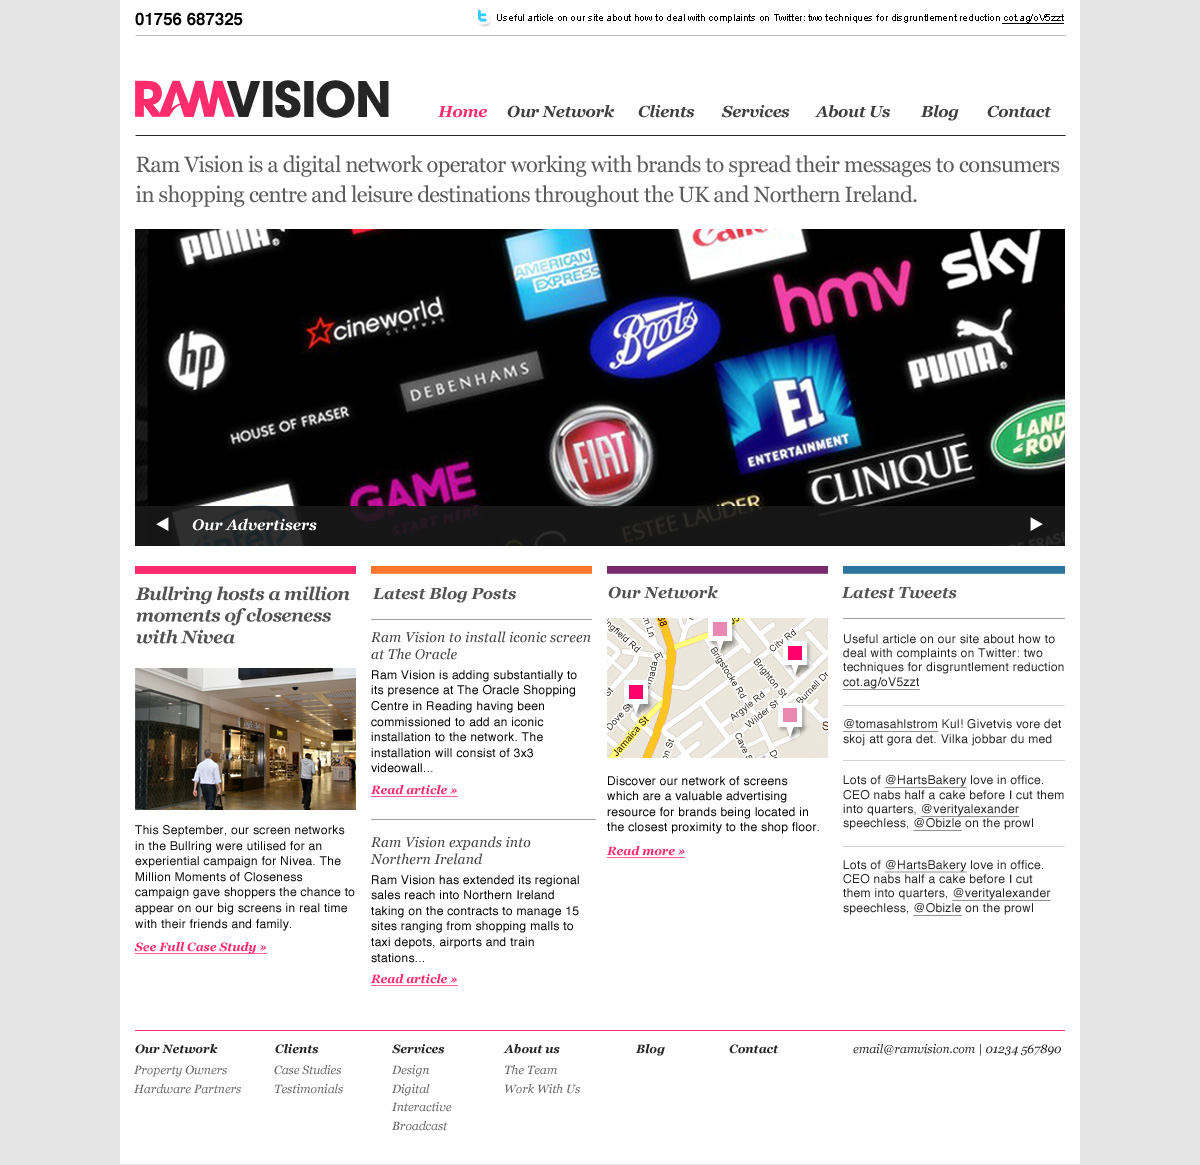 01756 687325
Useful article on our site about how to deal with complaints on Twitter: two techniques for disgruntlement reduction cot.ag/oV5zzt
RAMVISION
Home Our Network Clients Services About Us Blog Contact
Ram Vision is a digital network operator working with brands to spread their messages to consumers
in shopping centre and leisure destinations throughout the UK and Northern Ireland.
PUMA
AMERICAN
EXPRESS
hmv
sky
cineworld
CINEMAS
Boots
hp
PUMA
DEBENHAMS
HOUSE OF FRASER
E1
ENTERTAINMENT
FIAT
LAND
ROV
GAME
START HERE
CLINIQUE
ESTEE LAUDER
intel
SE OF FRASER
Our Advertisers
Bullring hosts a million
moments of closeness
with Nivea
This September, our screen networks
in the Bullring were utilised for an
experiential campaign for Nivea. The
Million Moments of Closeness
campaign gave shoppers the chance to
appear on our big screens in real time
with their friends and family.
See Full Case Study »
Latest Blog Posts
Ram Vision to install iconic screen
at The Oracle
Ram Vision is adding substantially to
its presence at The Oracle Shopping
Centre in Reading having been
commissioned to add an iconic
installation to the network. The
installation will consist of 3x3
videowall...
Read article »
Ram Vision expands into
Northern Ireland
Ram Vision has extended its regional
sales reach into Northern Ireland
taking on the contracts to manage 15
sites ranging from shopping malls to
taxi depots, airports and train
stations...
Read article »
Our Network
ngfield Rd
City Rd
Brigstocke Rd
Brighton St
Burnell Dr
Argyle Rd
Wilder St
Dove St
Jamaica St
Discover our network of screens
which are a valuable advertising
resource for brands being located in
the closest proximity to the shop floor.
Read more »
Latest Tweets
Useful article on our site about how to
deal with complaints on Twitter: two
techniques for disgruntlement reduction
cot.ag/oV5zzt
@tomasahlstrom Kul! Givetvis vore det
skoj att gora det. Vilka jobbar du med
Lots of @HartsBakery love in office.
CEO nabs half a cake before I cut them
into quarters, @verityalexander
speechless, @Obizle on the prowl
Lots of @HartsBakery love in office.
CEO nabs half a cake before I cut
them into quarters, @verityalexander
speechless, @Obizle on the prowl
Our Network Clients Services About us Blog Contact email@ramvision.com | 01234 567890
Property Owners Case Studies Design The Team
Hardware Partners Testimonials Digital Work With Us
Interactive
Broadcast